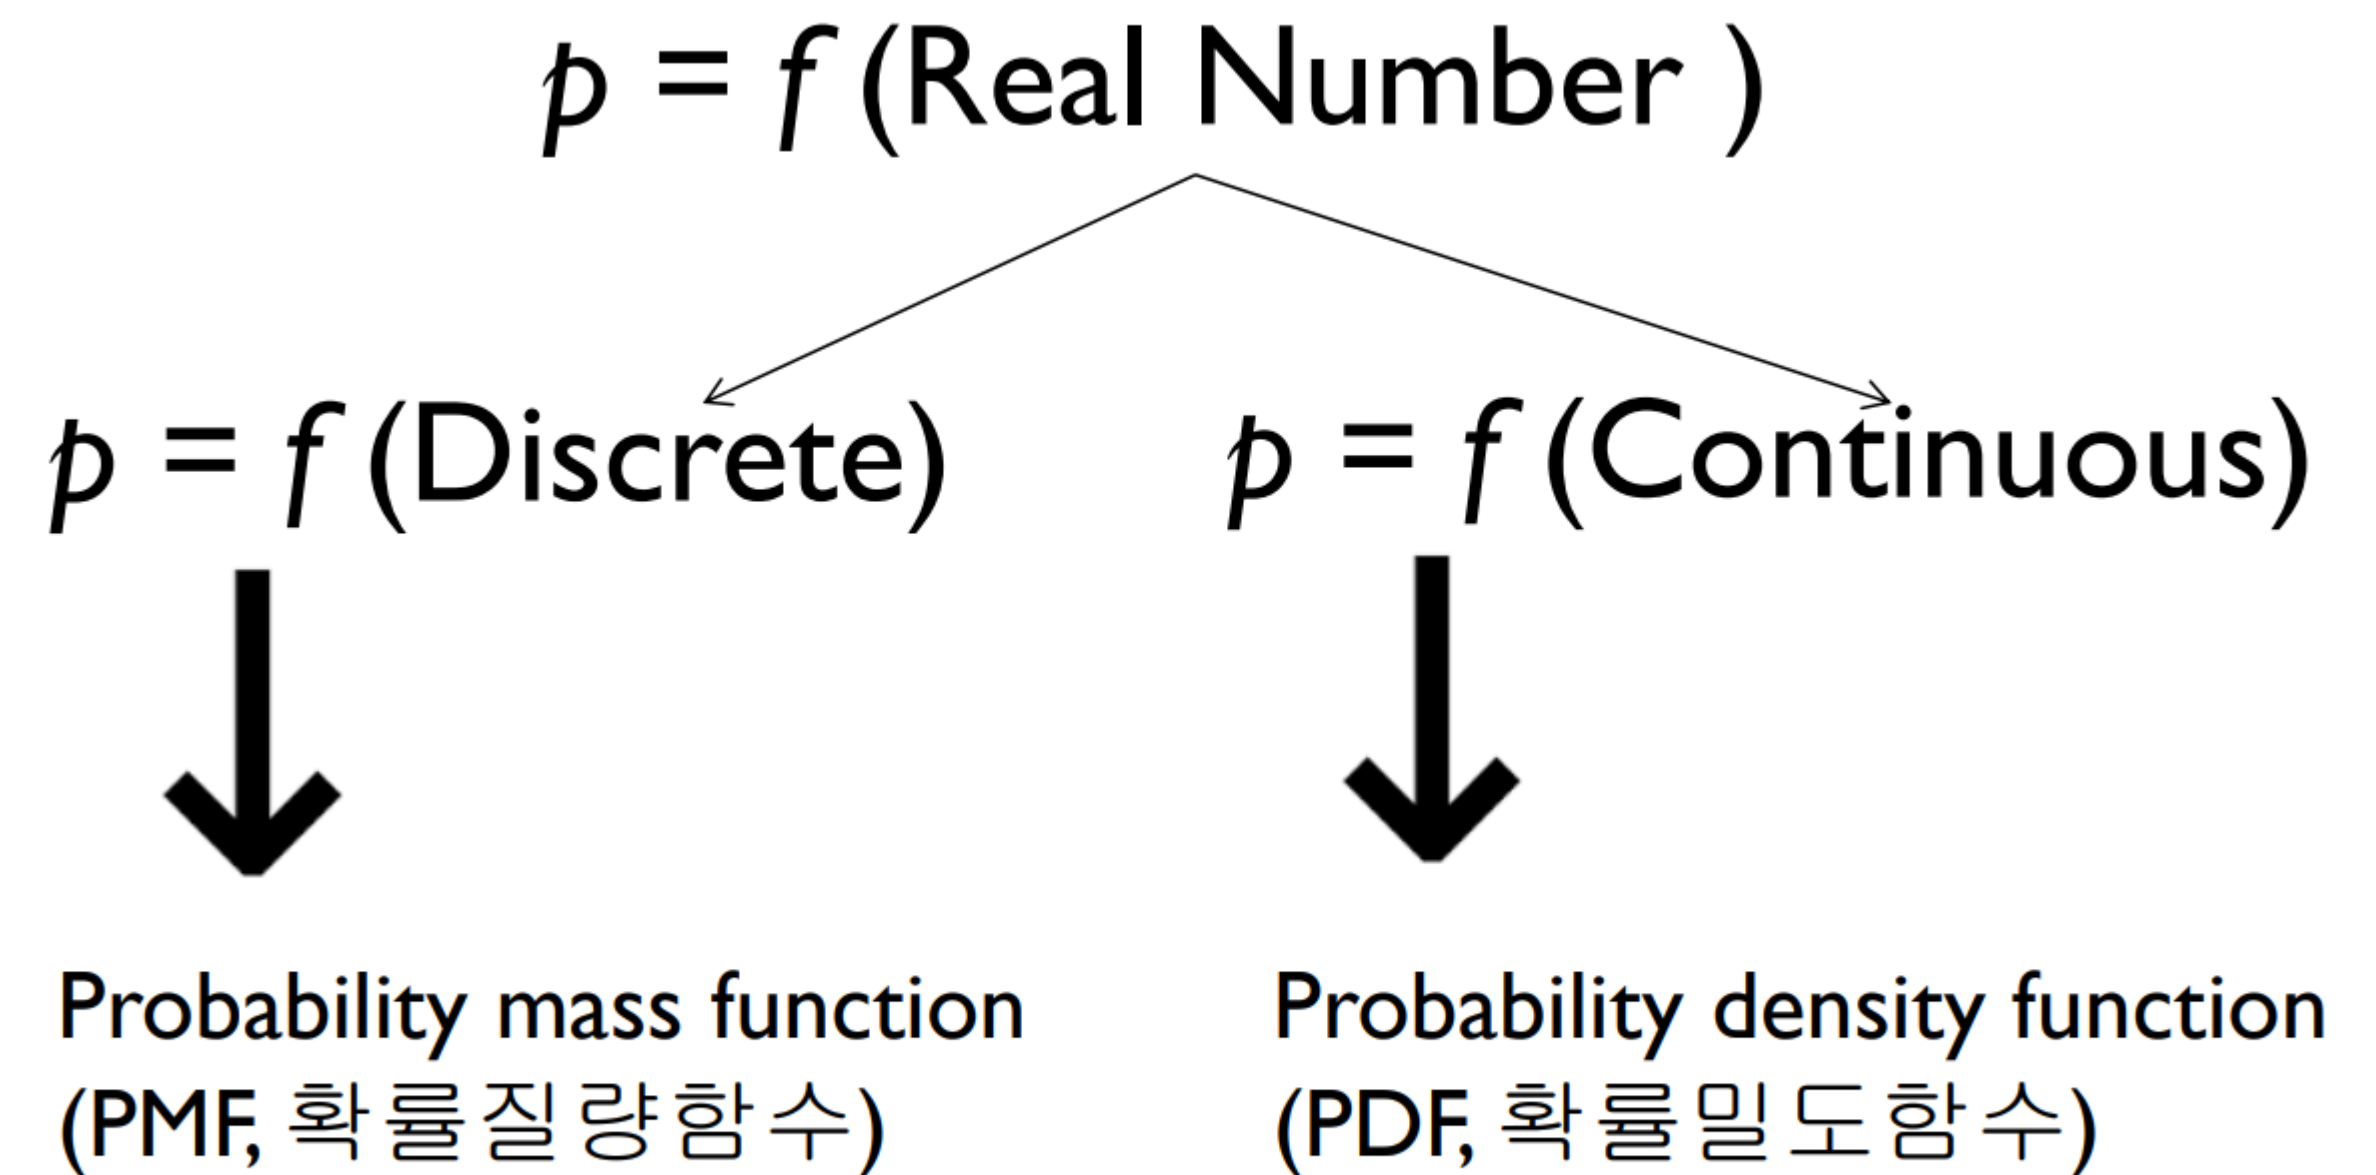 p = f (Real Number )
p = f (Discrete)
p = f (Continuous)
Probability mass function
(PMF, 확률질량함수)
Probability density function
(PDF, 확률밀도함수)